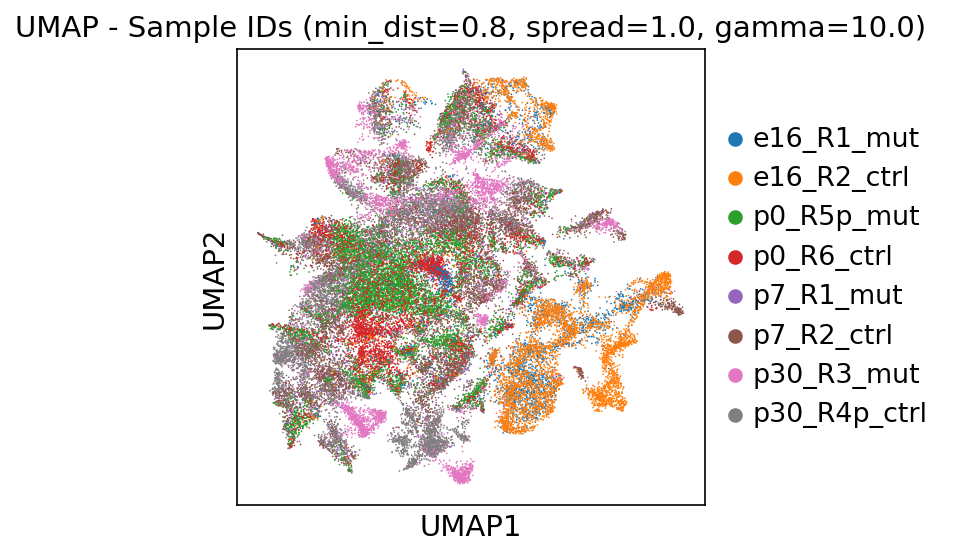 UMAP - Sample IDs (min_dist=0.8, spread=1.0, gamma=10.0)
UMAP2
UMAP1
e16_R1_mut
e16_R2_ctrl
p0_R5p_mut
p0_R6_ctrl
p7_R1_mut
p7_R2_ctrl
p30_R3_mut
p30_R4p_ctrl